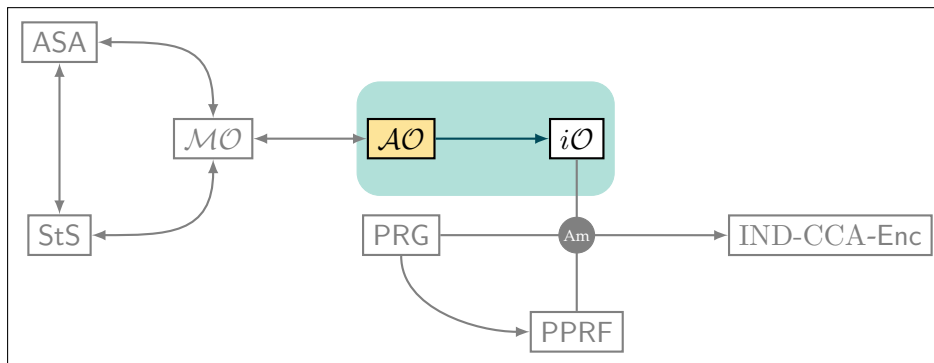 ASA
𝓜𝓞
𝓐𝓞
i𝓞
StS
PRG
Am
IND-CCA-Enc
PPRF